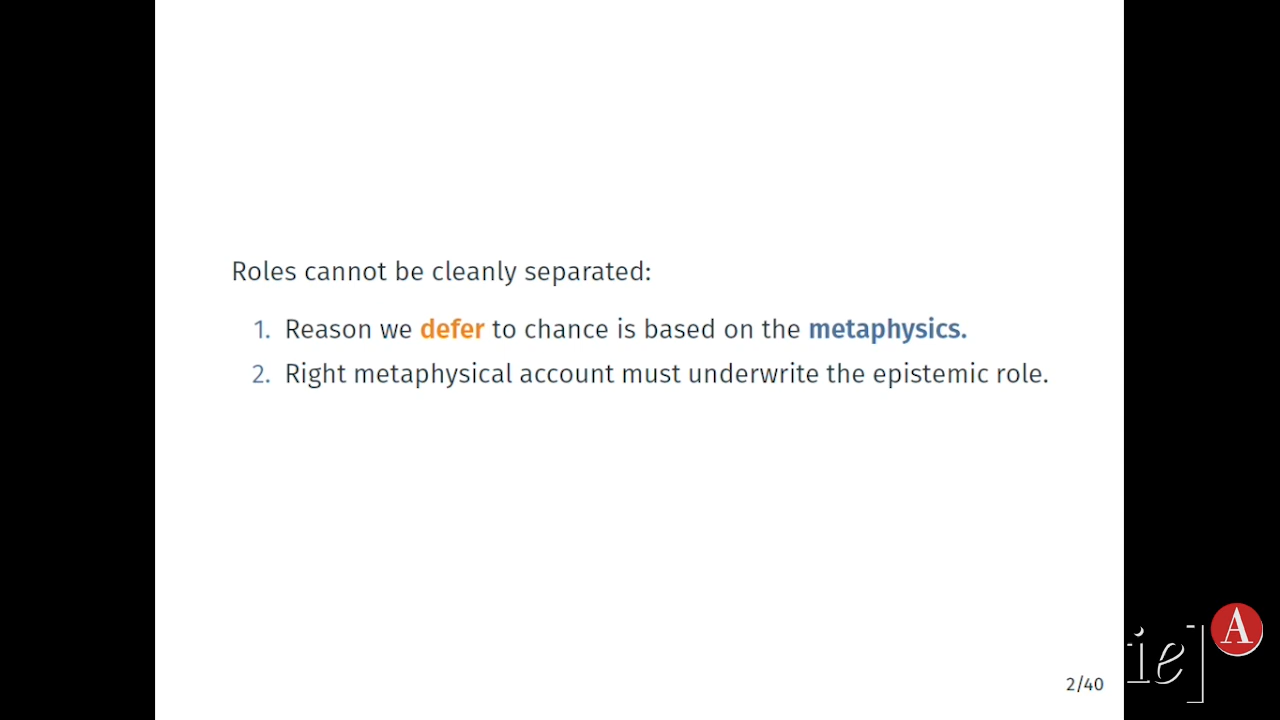 Roles cannot be cleanly separated:
1. Reason we defer to chance is based on the metaphysics.
2. Right metaphysical account must underwrite the epistemic role.
2/40
ie]
A